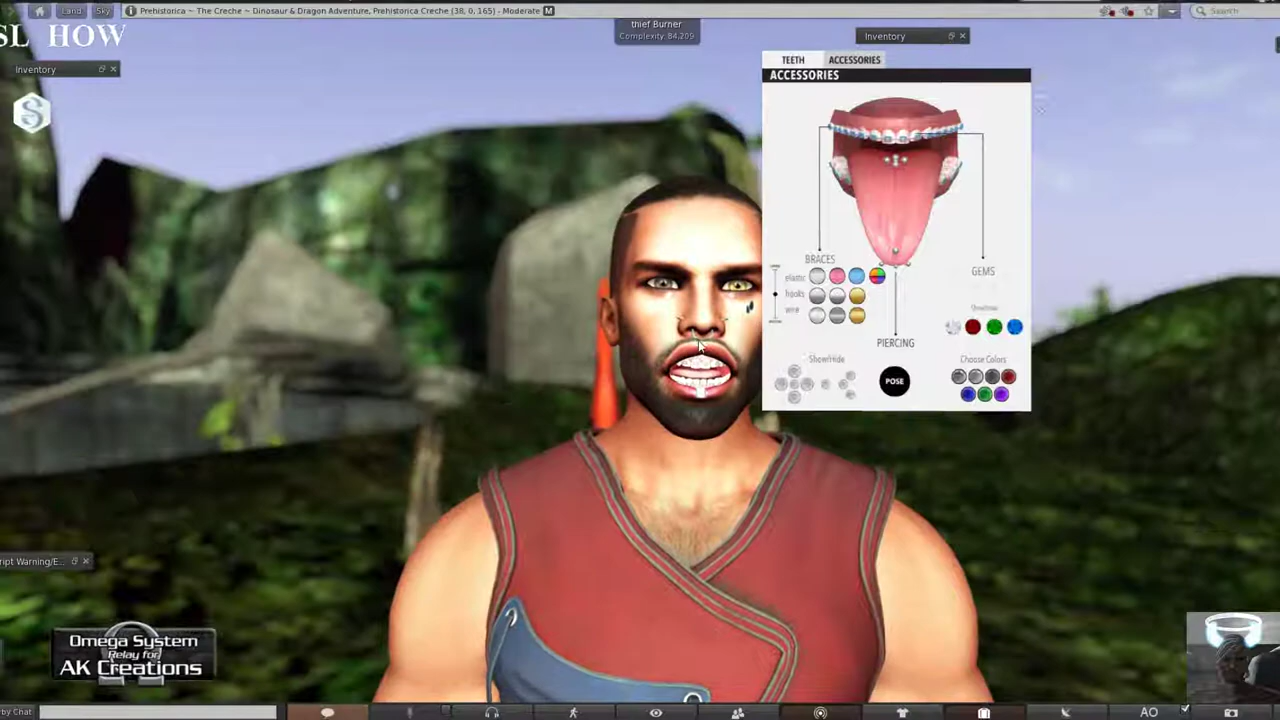 Land
Sky
Prehistorica ~ The Creche ~ Dinosaur & Dragon Adventure, Prehistorica Creche (38, 0, 165) - Moderate
M
Search
SL HOW
thief Burner
Complexity: 84,209
Inventory
Inventory
TEETH
ACCESSORIES
ACCESSORIES
BRACES
elastic
hooks
wire
GEMS
PIERCING
Show/Hide
POSE
Choose Colors
ript Warning/E...
Omega System
Relay for
AK Creations
by Chat
AO